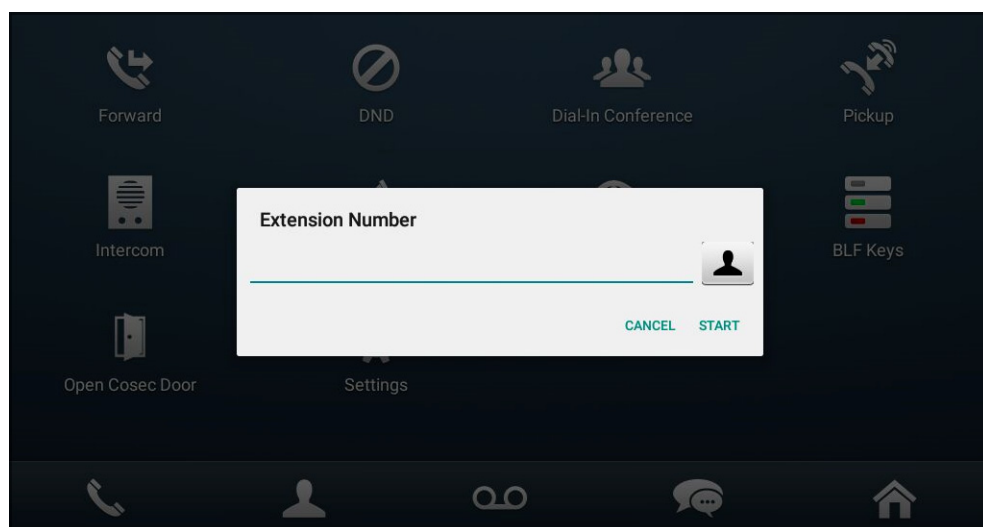 Forward
DND
Dial-In Conference
Pickup
Intercom
BLF Keys
Extension Number
CANCEL START
Open Cosec Door
Settings